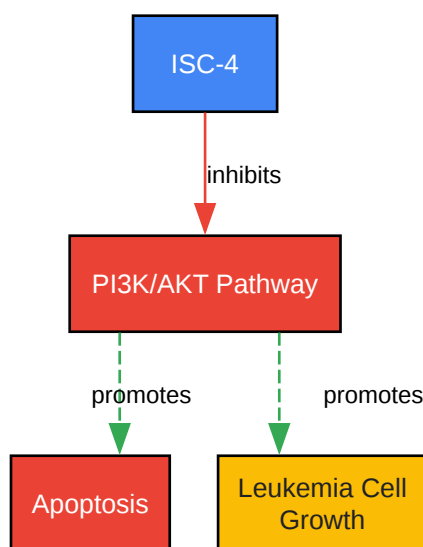 ISC-4
inhibits
PI3K/AKT Pathway
promotes
promotes
Apoptosis
Leukemia Cell
Growth